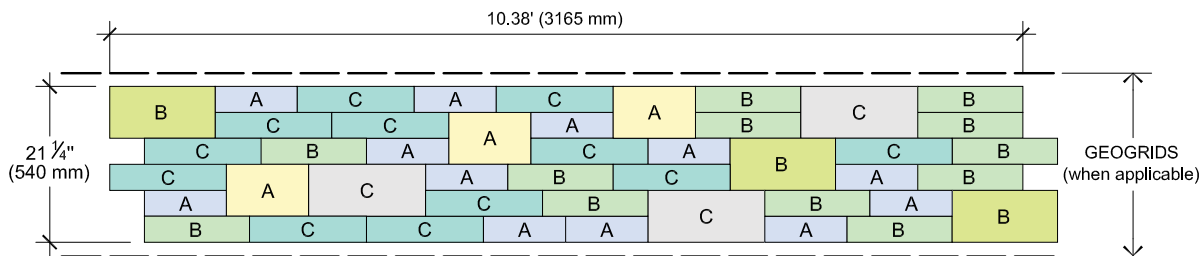 10.38' (3165 mm)
B A C A C A B C B
C C A A B B
21 ¼"
(540 mm)
C B A C A B C B
GEOGRIDS
(when applicable)
C A C A B C A B
A C B C B A B
B C C A A A B